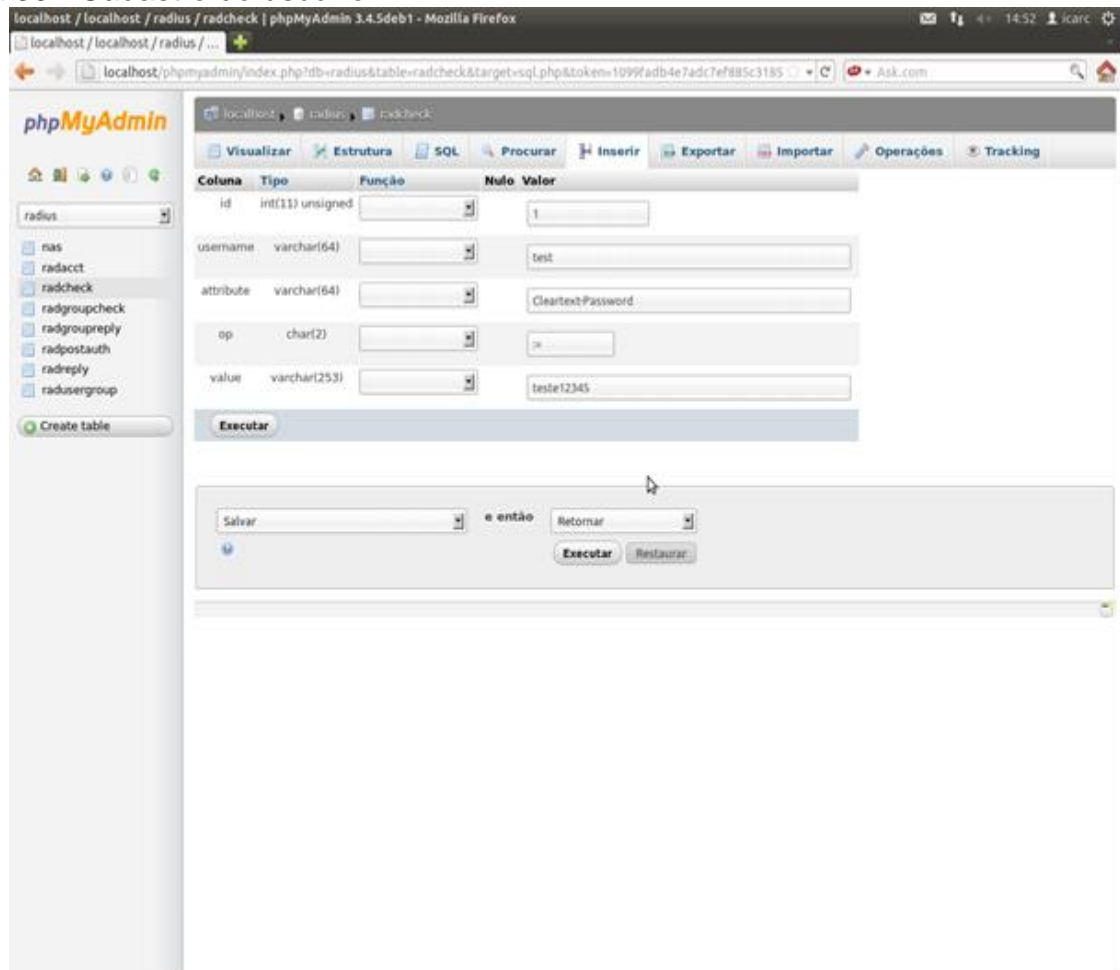 localhost / localhost / radius / radcheck | phpMyAdmin 3.4.5deb1 - Mozilla Firefox
14:52 icarc
localhost / localhost / radius / ...
localhost/phpmyadmin/index.php?db=radius&table=radcheck&target=sql.php&token=
Ask.com
phpMyAdmin
localhost radius radcheck
Visualizar Estrutura SQL Procurar Inserir Exportar Importar Operações Tracking
radius
nas
radacct
radcheck
radgroupcheck
radgroupreply
radpostauth
radreply
radusergroup
Create table
Coluna Tipo Função Nulo Valor
id int(11) unsigned 1
username varchar(64) test
attribute varchar(64) Cleartext-Password
op char(2) :=
value varchar(253) teste12345
Executar
Salvar e então Retornar
Executar Restaurar